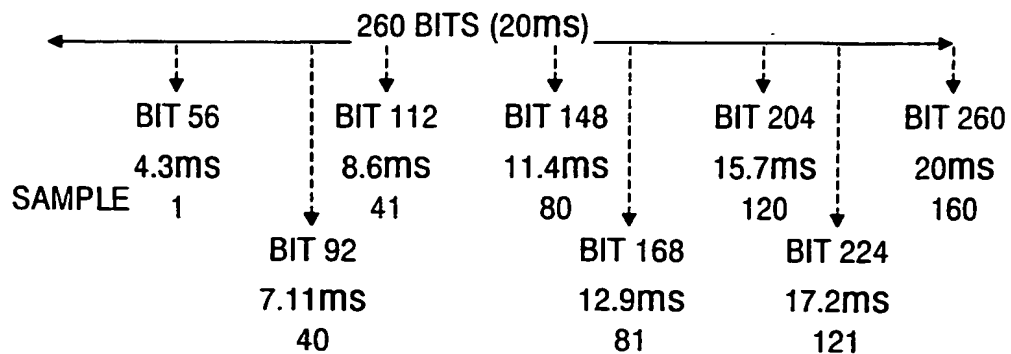 260 BITS (20ms)
BIT 56 BIT 112 BIT 148 BIT 204 BIT 260
4.3ms 8.6ms 11.4ms 15.7ms 20ms
SAMPLE 1 41 80 120 160
BIT 92 BIT 168 BIT 224
7.11ms 12.9ms 17.2ms
40 81 121